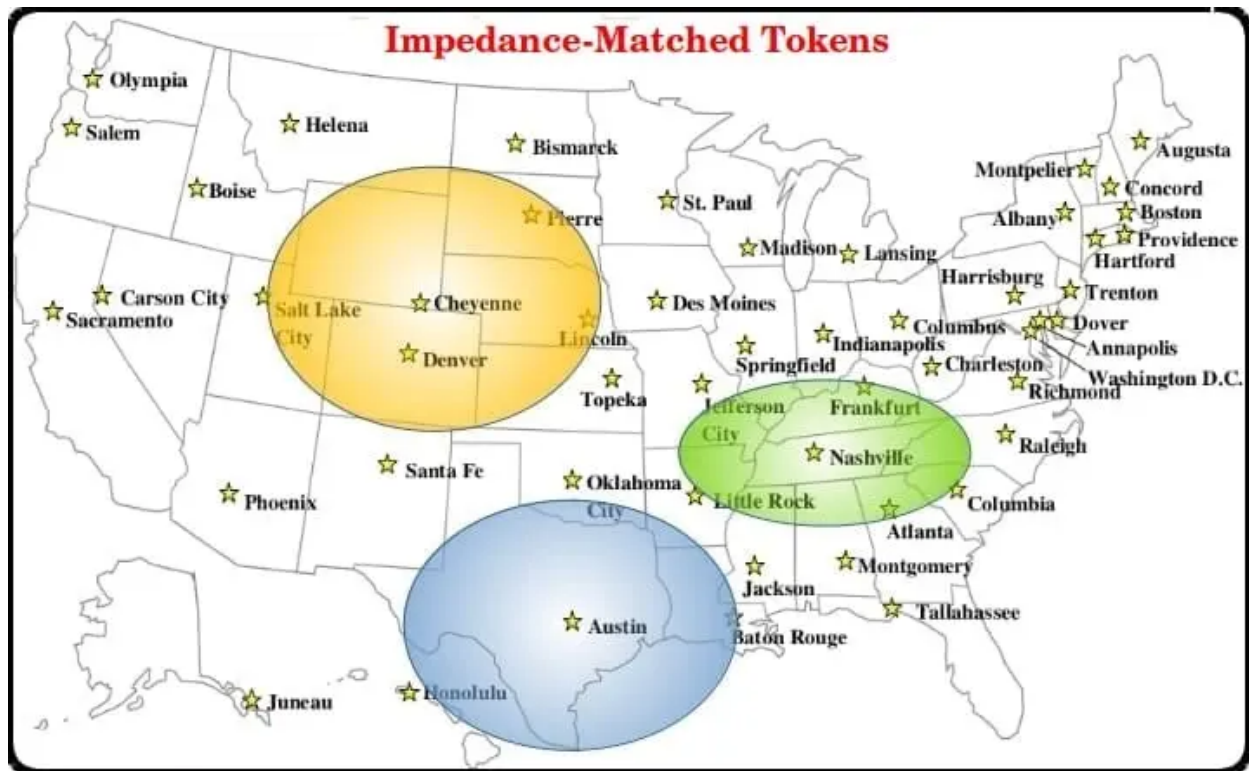 Impedance-Matched Tokens
Olympia
Salem
Helena
Bismarck
Boise
Augusta
Montpelier
Concord
St. Paul
Pierre
Albany
Boston
Providence
Madison
Lansing
Hartford
Harrisburg
Trenton
Carson City
Sacramento
Salt Lake
City
Cheyenne
Des Moines
Lincoln
Columbus
Dover
Indianapolis
Annapolis
Denver
Springfield
Charleston
Washington D.C.
Richmond
Topeka
Jefferson
City
Frankfurt
Raleigh
Nashville
Santa Fe
Oklahoma
City
Phoenix
Little Rock
Columbia
Atlanta
Jackson
Montgomery
Tallahassee
Austin
Baton Rouge
Juneau
Honolulu